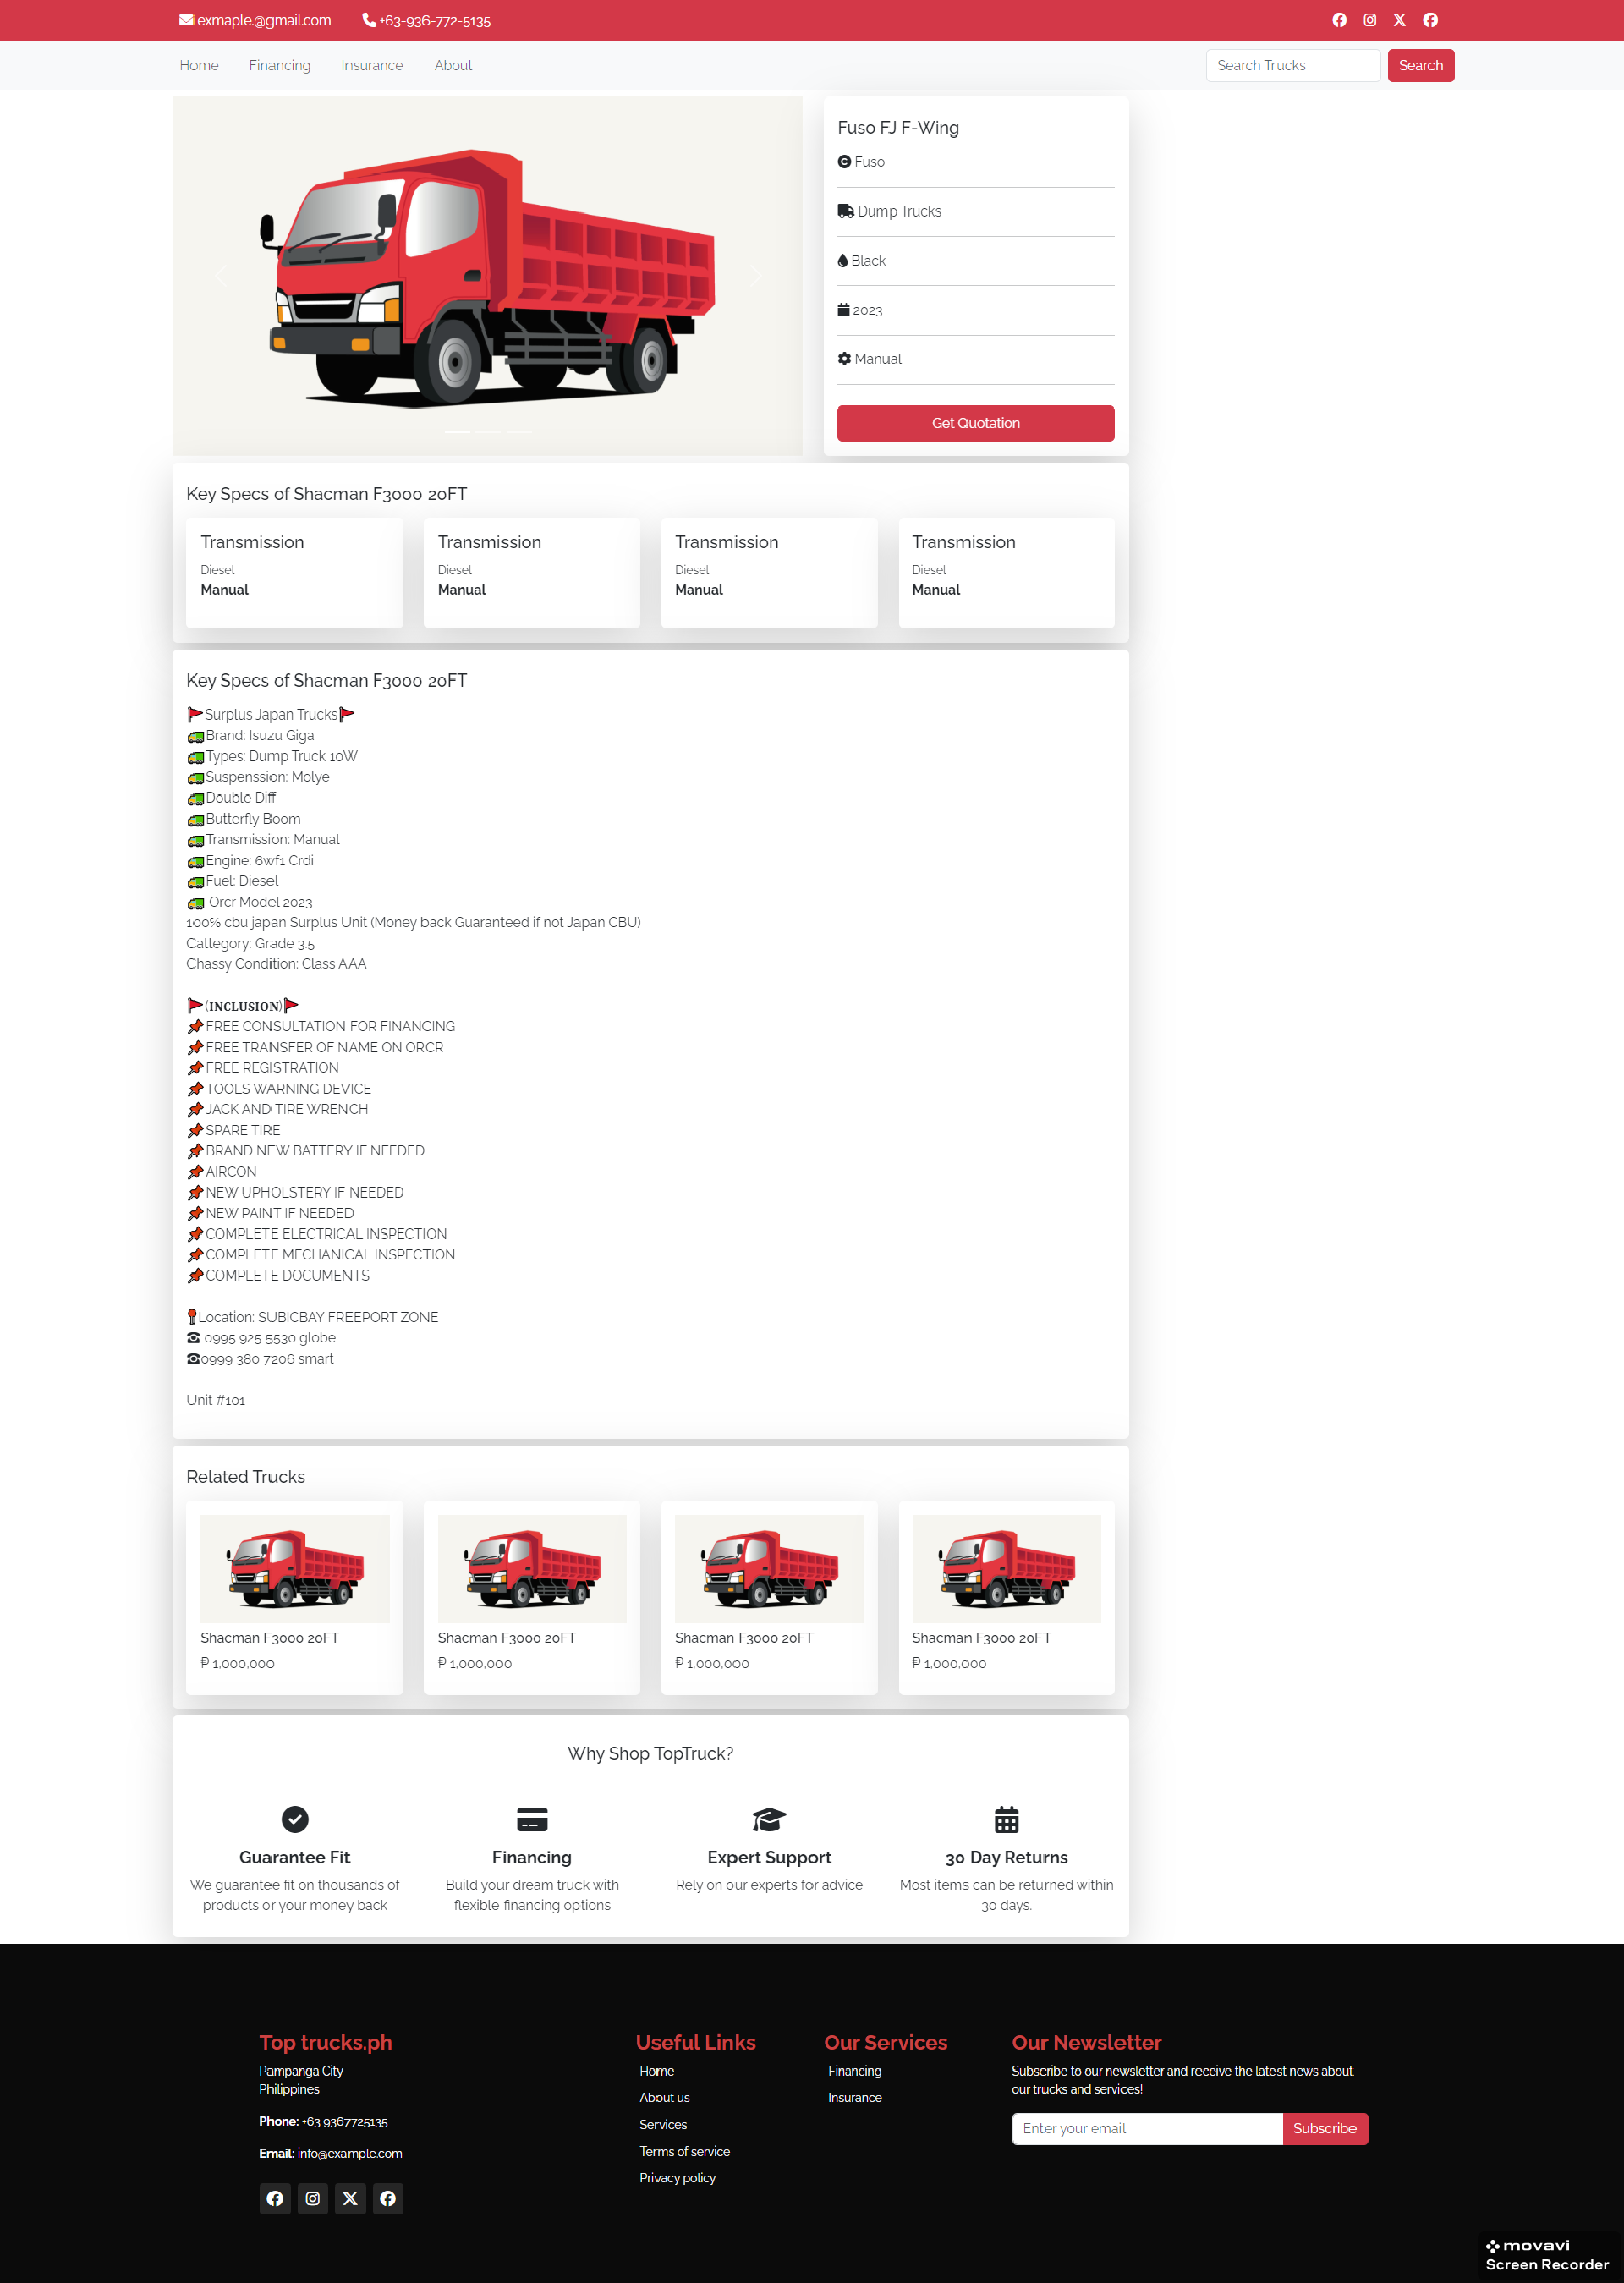 exmaple.@gmail.com +63-936-772-5135
Home Financing Insurance About Search Trucks Search
Fuso FJ F-Wing
Fuso
Dump Trucks
Black
2023
Manual
Get Quotation
Key Specs of Shacman F3000 20FT
Transmission Transmission Transmission Transmission
Diesel Diesel Diesel Diesel
Manual Manual Manual Manual
Key Specs of Shacman F3000 20FT
🚩Surplus Japan Trucks🚩
🚛Brand: Isuzu Giga
🚛Types: Dump Truck 10W
🚛Suspenssion: Molye
🚛Double Diff
🚛Butterfly Boom
🚛Transmission: Manual
🚛Engine: 6wf1 Crdi
🚛Fuel: Diesel
🚛 Orcr Model 2023
100% cbu japan Surplus Unit (Money back Guaranteed if not Japan CBU)
Cattegory: Grade 3.5
Chassy Condition: Class AAA
🚩(𝐈𝐍𝐂𝐋𝐔𝐒𝐈𝐎𝐍)🚩
📌FREE CONSULTATION FOR FINANCING
📌FREE TRANSFER OF NAME ON ORCR
📌FREE REGISTRATION
📌TOOLS WARNING DEVICE
📌JACK AND TIRE WRENCH
📌SPARE TIRE
📌BRAND NEW BATTERY IF NEEDED
📌AIRCON
📌NEW UPHOLSTERY IF NEEDED
📌NEW PAINT IF NEEDED
📌COMPLETE ELECTRICAL INSPECTION
📌COMPLETE MECHANICAL INSPECTION
📌COMPLETE DOCUMENTS
📍Location: SUBICBAY FREEPORT ZONE
☎ 0995 925 5530 globe
☎0999 380 7206 smart
Unit #101
Related Trucks
Shacman F3000 20FT Shacman F3000 20FT Shacman F3000 20FT Shacman F3000 20FT
₱ 1,000,000 ₱ 1,000,000 ₱ 1,000,000 ₱ 1,000,000
Why Shop TopTruck?
Guarantee Fit Financing Expert Support 30 Day Returns
We guarantee fit on thousands of Build your dream truck with Rely on our experts for advice Most items can be returned within
products or your money back flexible financing options 30 days.
Top trucks.ph
Pampanga City
Philippines
Phone: +63 9367725135
Email: info@example.com
Useful Links
Home
About us
Services
Terms of service
Privacy policy
Our Services
Financing
Insurance
Our Newsletter
Subscribe to our newsletter and receive the latest news about
our trucks and services!
Enter your email Subscribe
movavi
Screen Recorder